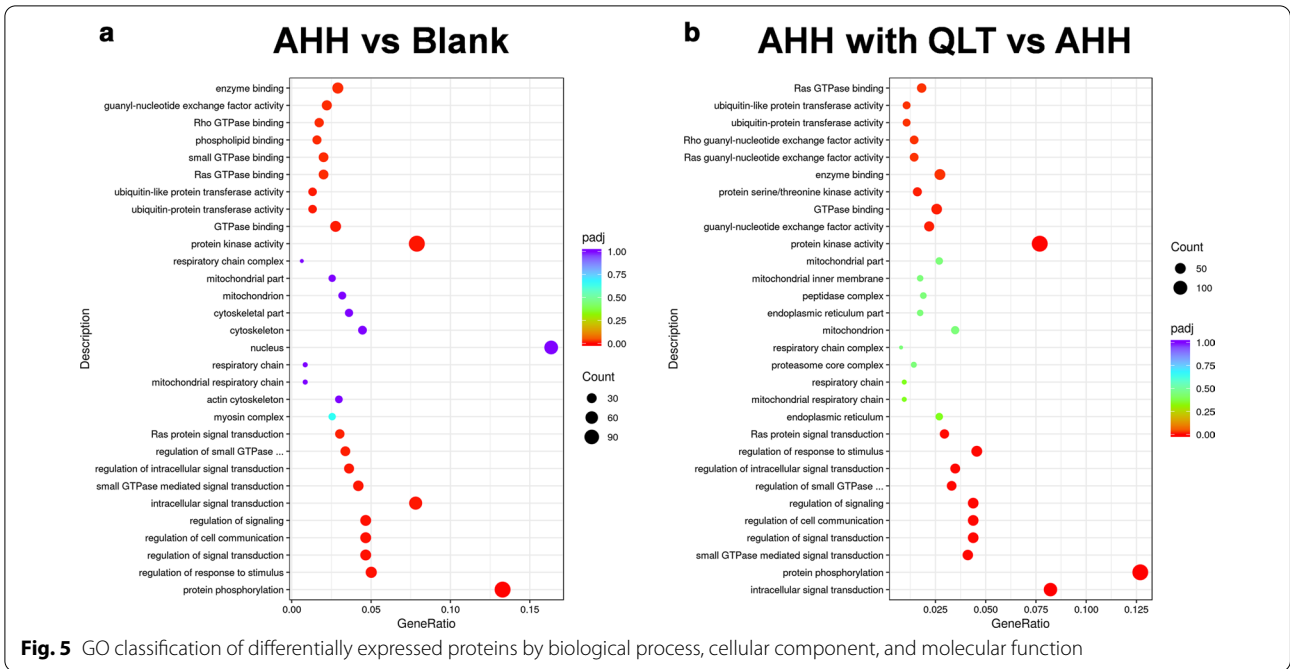 a
AHH vs Blank
enzyme binding
guanyl-nucleotide exchange factor activity
Rho GTPase binding
phospholipid binding
small GTPase binding
Ras GTPase binding
ubiquitin-like protein transferase activity
ubiquitin-protein transferase activity
GTPase binding
protein kinase activity
respiratory chain complex
mitochondrial part
mitochondrion
cytoskeletal part
cytoskeleton
nucleus
respiratory chain
mitochondrial respiratory chain
actin cytoskeleton
myosin complex
Ras protein signal transduction
regulation of small GTPase ...
regulation of intracellular signal transduction
small GTPase mediated signal transduction
intracellular signal transduction
regulation of signaling
regulation of cell communication
regulation of signal transduction
regulation of response to stimulus
protein phosphorylation
Description
0.00 0.05 0.10 0.15
GeneRatio
padj
1.00
0.75
0.50
0.25
0.00
Count
30
60
90
b
AHH with QLT vs AHH
Ras GTPase binding
ubiquitin-like protein transferase activity
ubiquitin-protein transferase activity
Rho guanyl-nucleotide exchange factor activity
Ras guanyl-nucleotide exchange factor activity
enzyme binding
protein serine/threonine kinase activity
GTPase binding
guanyl-nucleotide exchange factor activity
protein kinase activity
mitochondrial part
mitochondrial inner membrane
peptidase complex
endoplasmic reticulum part
mitochondrion
respiratory chain complex
proteasome core complex
respiratory chain
mitochondrial respiratory chain
endoplasmic reticulum
Ras protein signal transduction
regulation of response to stimulus
regulation of intracellular signal transduction
regulation of small GTPase ...
regulation of signaling
regulation of cell communication
regulation of signal transduction
small GTPase mediated signal transduction
protein phosphorylation
intracellular signal transduction
Description
0.025 0.050 0.075 0.100 0.125
GeneRatio
Count
50
100
padj
1.00
0.75
0.50
0.25
0.00
Fig. 5 GO classification of differentially expressed proteins by biological process, cellular component, and molecular function